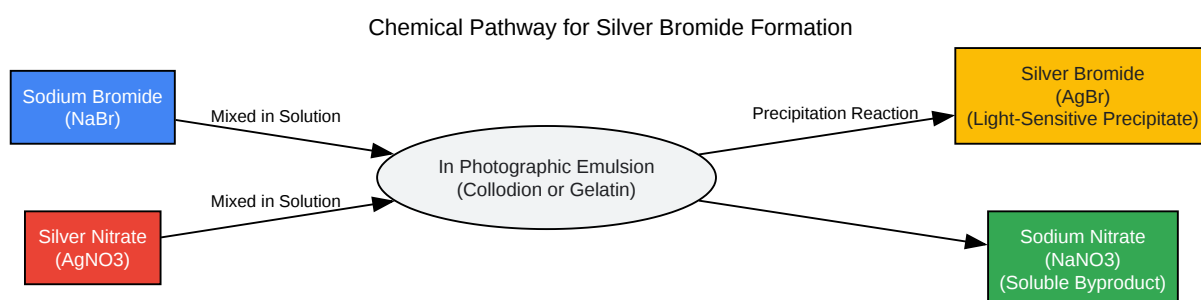 Chemical Pathway for Silver Bromide Formation
Sodium Bromide
(NaBr)
Mixed in Solution
Silver Nitrate
(AgNO3)
Mixed in Solution
In Photographic Emulsion
(Collodion or Gelatin)
Precipitation Reaction
Silver Bromide
(AgBr)
(Light-Sensitive Precipitate)
Sodium Nitrate
(NaNO3)
(Soluble Byproduct)